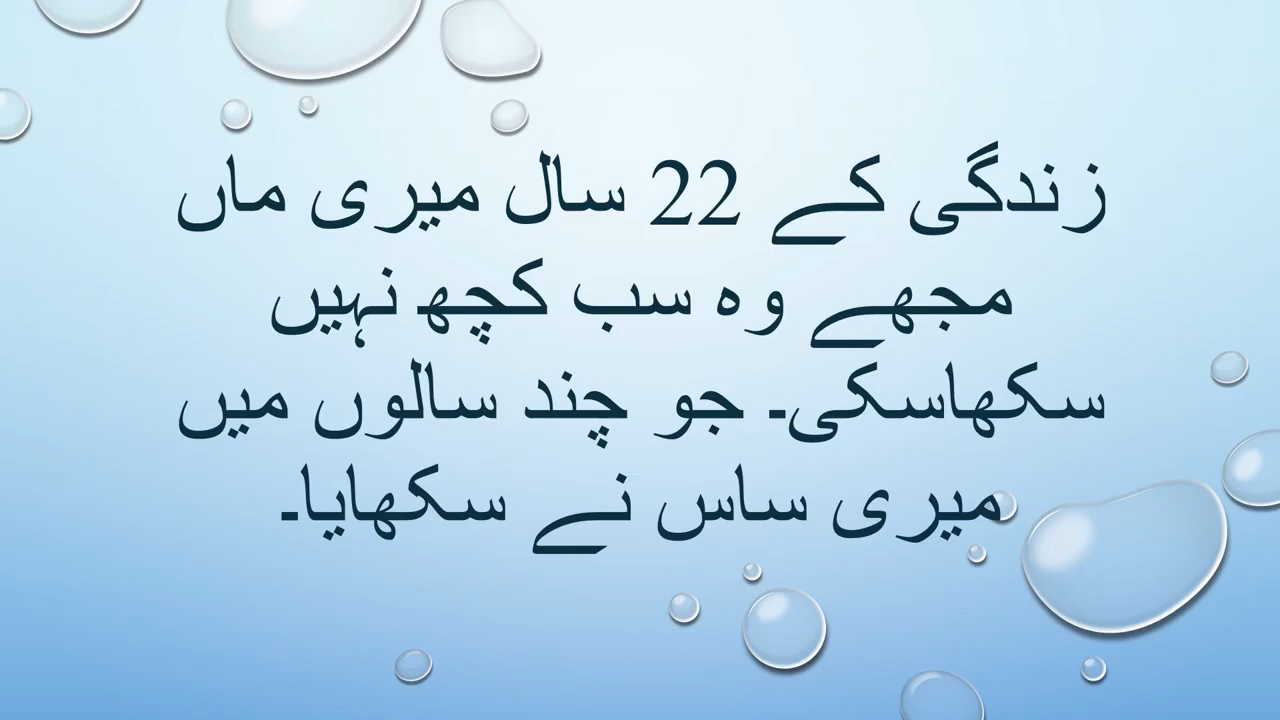 زندگی کے 22 سال میری ماں
مجھے وہ سب کچھ نہیں
سکھاسکی۔ جو چند سالوں میں
میری ساس نے سکھایا۔